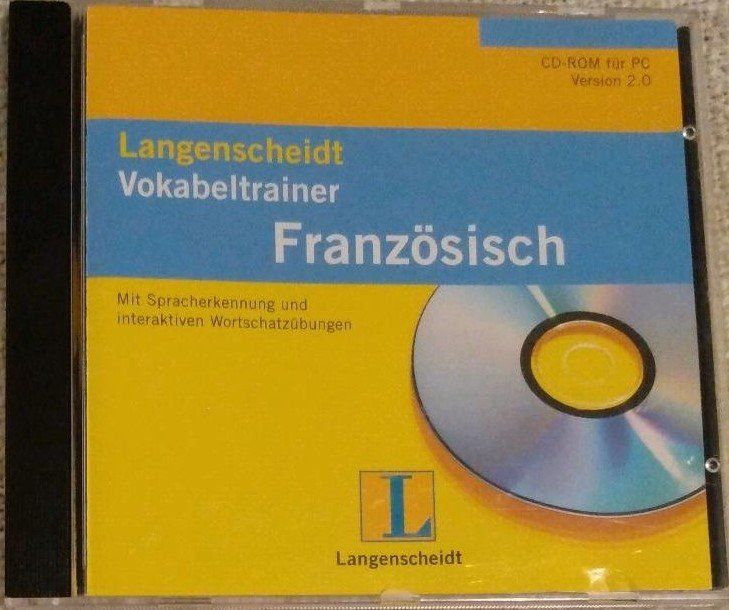 CD-ROM für PC
Version 2.0
Langenscheidt
Vokabeltrainer
Französisch
Mit Spracherkennung und
interaktiven Wortschatzübungen
L
Langenscheidt